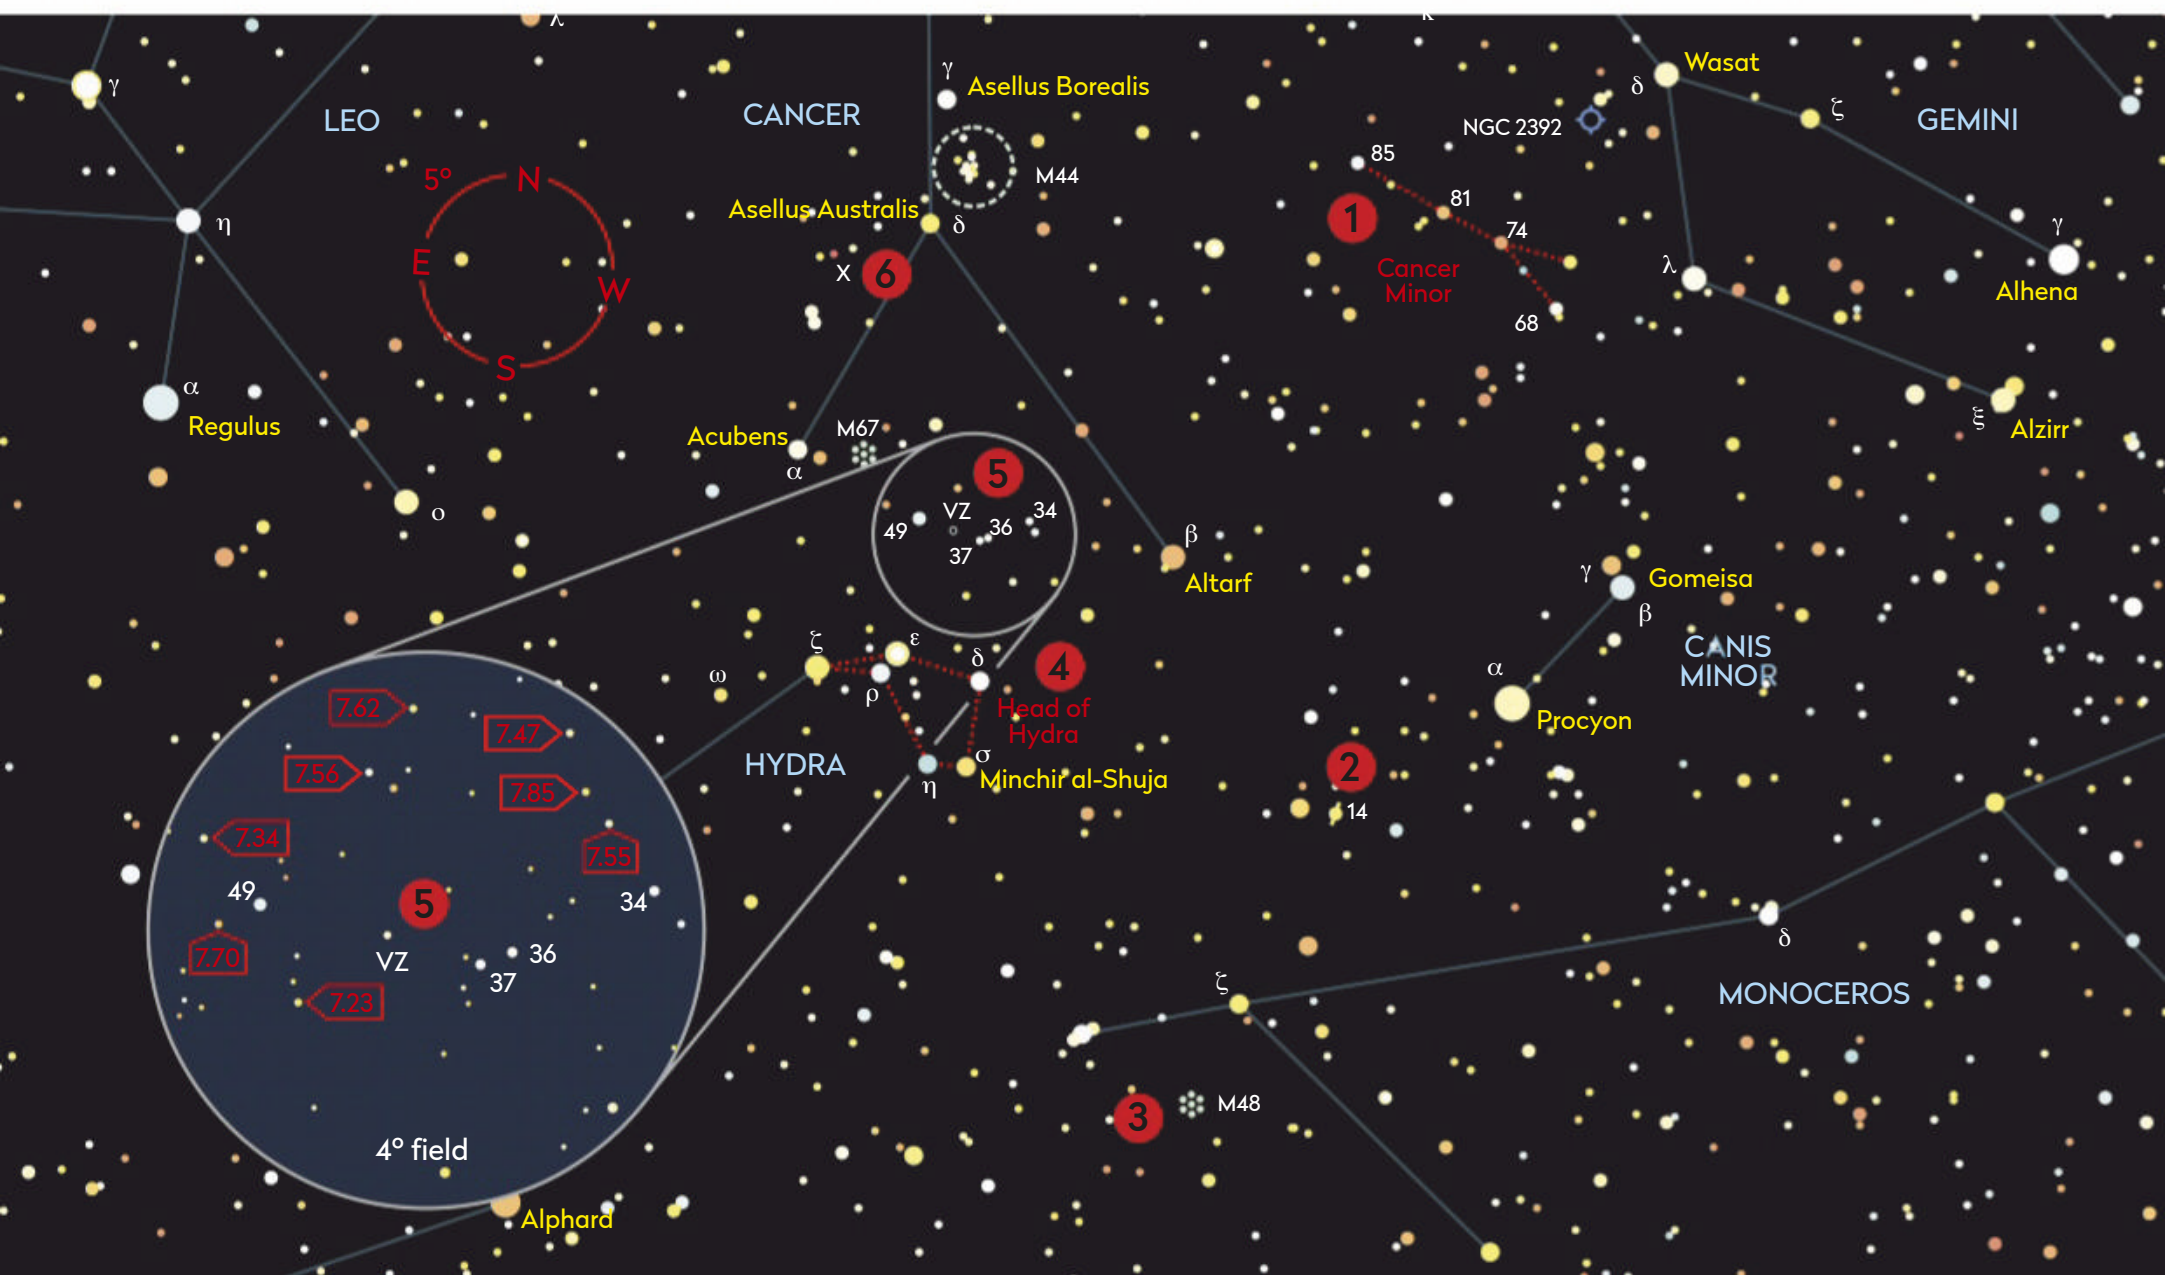 λ
κ
γ
Asellus Borealis
Wasat
δ
γ
LEO
CANCER
NGC 2392
ζ
GEMINI
85
5°
N
M44
81
Asellus Australis
δ
1
74
η
γ
E
X
6
Cancer
Minor
λ
W
Alhena
68
S
α
Regulus
Acubens
M67
α
ξ
Alzirr
5
ο
VZ
34
49
36
37
β
Altarf
γ
Gomeisa
β
ζ
ε
δ
4
CANIS
MINOR
ω
ρ
α
7.62
Head of
Hydra
Procyon
7.47
HYDRA
σ
2
7.56
Minchir al-Shuja
η
7.85
14
7.34
7.55
49
5
34
δ
7.70
VZ
36
37
ζ
MONOCEROS
7.23
3
M48
4° field
Alphard